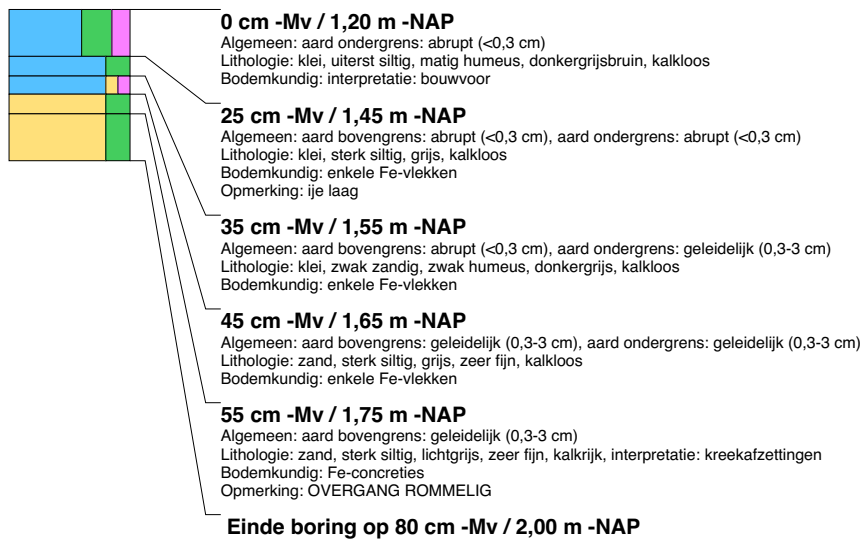 0 cm -Mv / 1,20 m -NAP
Algemeen: aard ondergrens: abrupt (<0,3 cm)
Lithologie: klei, uiterst siltig, matig humeus, donkergrijsbruin, kalkloos
Bodemkundig: interpretatie: bouwvoor
25 cm -Mv / 1,45 m -NAP
Algemeen: aard bovengrens: abrupt (<0,3 cm), aard ondergrens: abrupt (<0,3 cm)
Lithologie: klei, sterk siltig, grijs, kalkloos
Bodemkundig: enkele Fe-vlekken
Opmerking: ije laag
35 cm -Mv / 1,55 m -NAP
Algemeen: aard bovengrens: abrupt (<0,3 cm), aard ondergrens: geleidelijk (0,3-3 cm)
Lithologie: klei, zwak zandig, zwak humeus, donkergrijs, kalkloos
Bodemkundig: enkele Fe-vlekken
45 cm -Mv / 1,65 m -NAP
Algemeen: aard bovengrens: geleidelijk (0,3-3 cm), aard ondergrens: geleidelijk (0,3-3 cm)
Lithologie: zand, sterk siltig, grijs, zeer fijn, kalkloos
Bodemkundig: enkele Fe-vlekken
55 cm -Mv / 1,75 m -NAP
Algemeen: aard bovengrens: geleidelijk (0,3-3 cm)
Lithologie: zand, sterk siltig, lichtgrijs, zeer fijn, kalkrijk, interpretatie: kreekafzettingen
Bodemkundig: Fe-concreties
Opmerking: OVERGANG ROMMELIG
Einde boring op 80 cm -Mv / 2,00 m -NAP